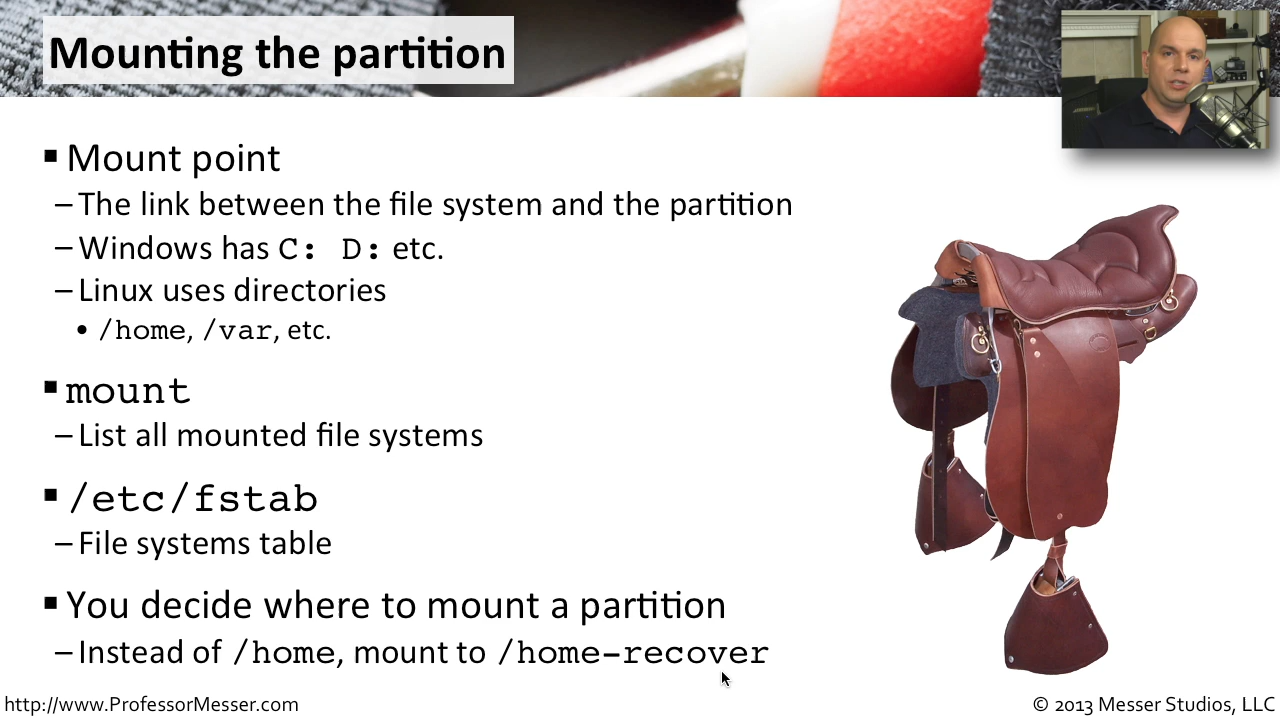 Mounting the partition
▪ Mount point
– The link between the file system and the partition
– Windows has C: D: etc.
– Linux uses directories
• /home, /var, etc.
▪ mount
– List all mounted file systems
▪ /etc/fstab
– File systems table
▪ You decide where to mount a partition
– Instead of /home, mount to /home-recover
http://www.ProfessorMesser.com
© 2013 Messer Studios, LLC